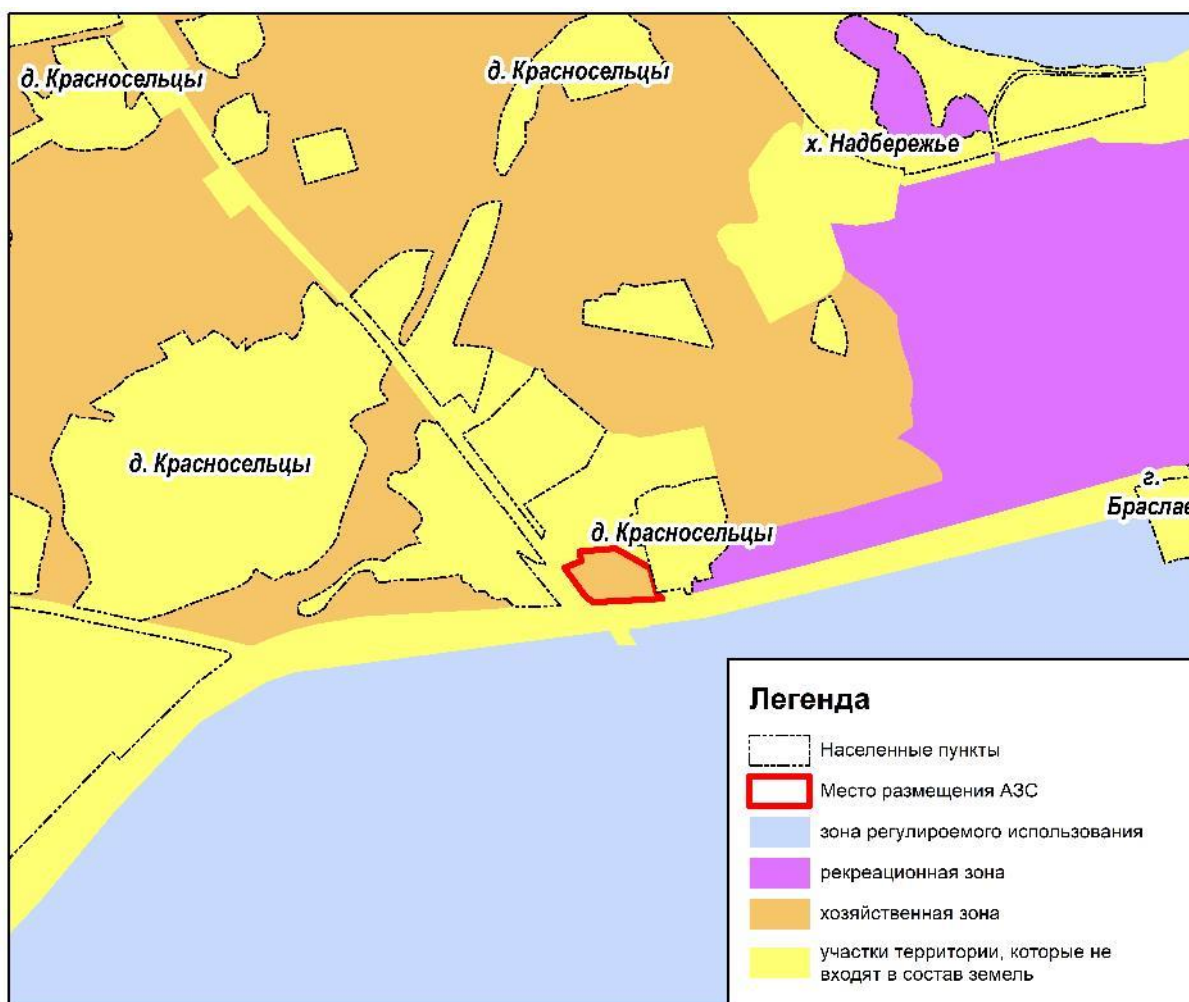 д. Красносельцы
д. Красносельцы
х. Надбережье
д. Красносельцы
г.
Браслав
д. Красносельцы
Легенда
Населенные пункты
Место размещения АЗС
зона регулироемого использования
рекреационная зона
хозяйственная зона
участки территории, которые не
входят в состав земель